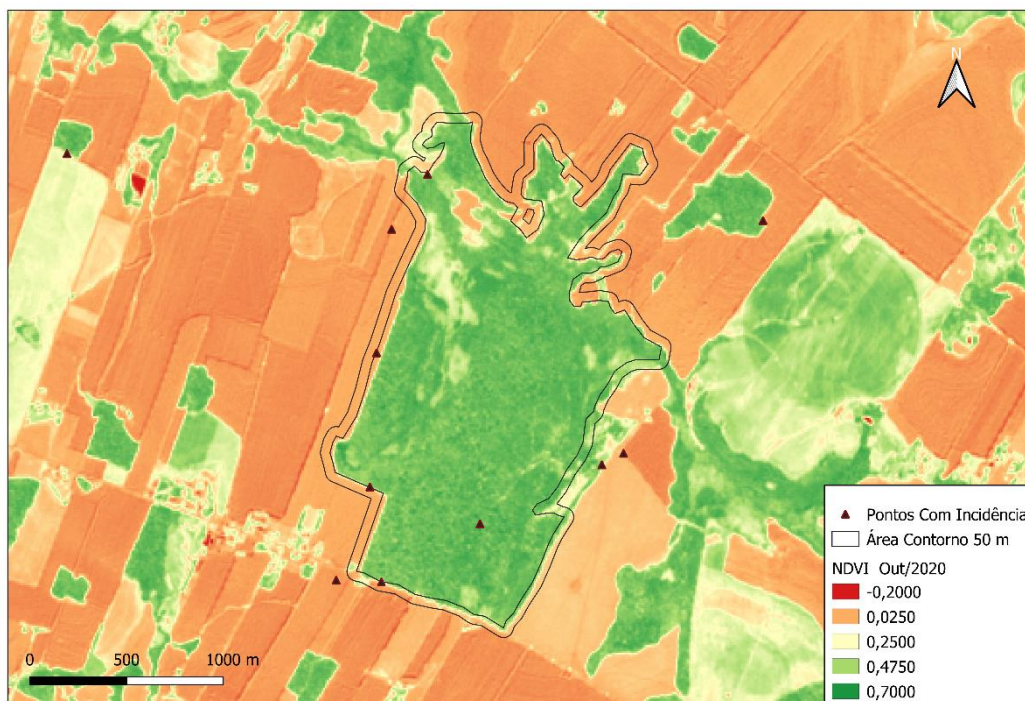 N
Pontos Com Incidência
Área Contorno 50 m
NDVI Out/2020
-0,2000
0,0250
0,2500
0,4750
0,7000
0 500 1000 m